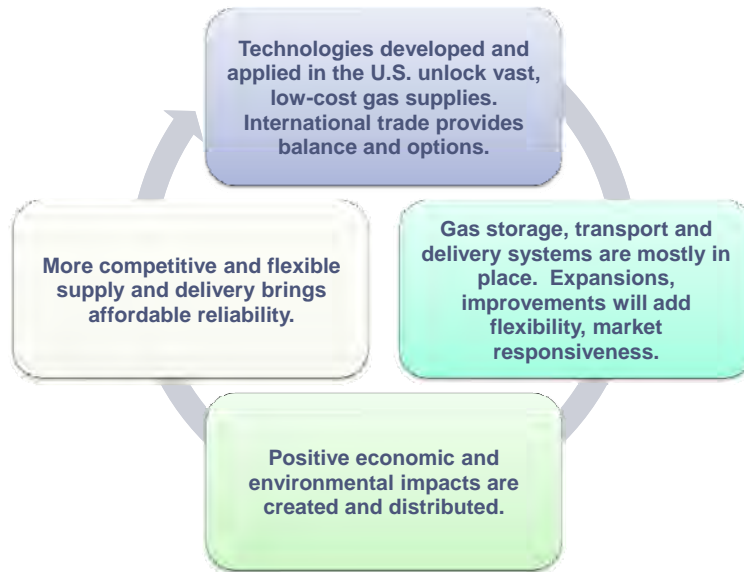 Technologies developed and
applied in the U.S. unlock vast,
low-cost gas supplies.
International trade provides
balance and options.
Gas storage, transport and
delivery systems are mostly in
place.  Expansions,
improvements will add
flexibility, market
responsiveness.
Positive economic and
environmental impacts are
created and distributed.
More competitive and flexible
supply and delivery brings
affordable reliability.